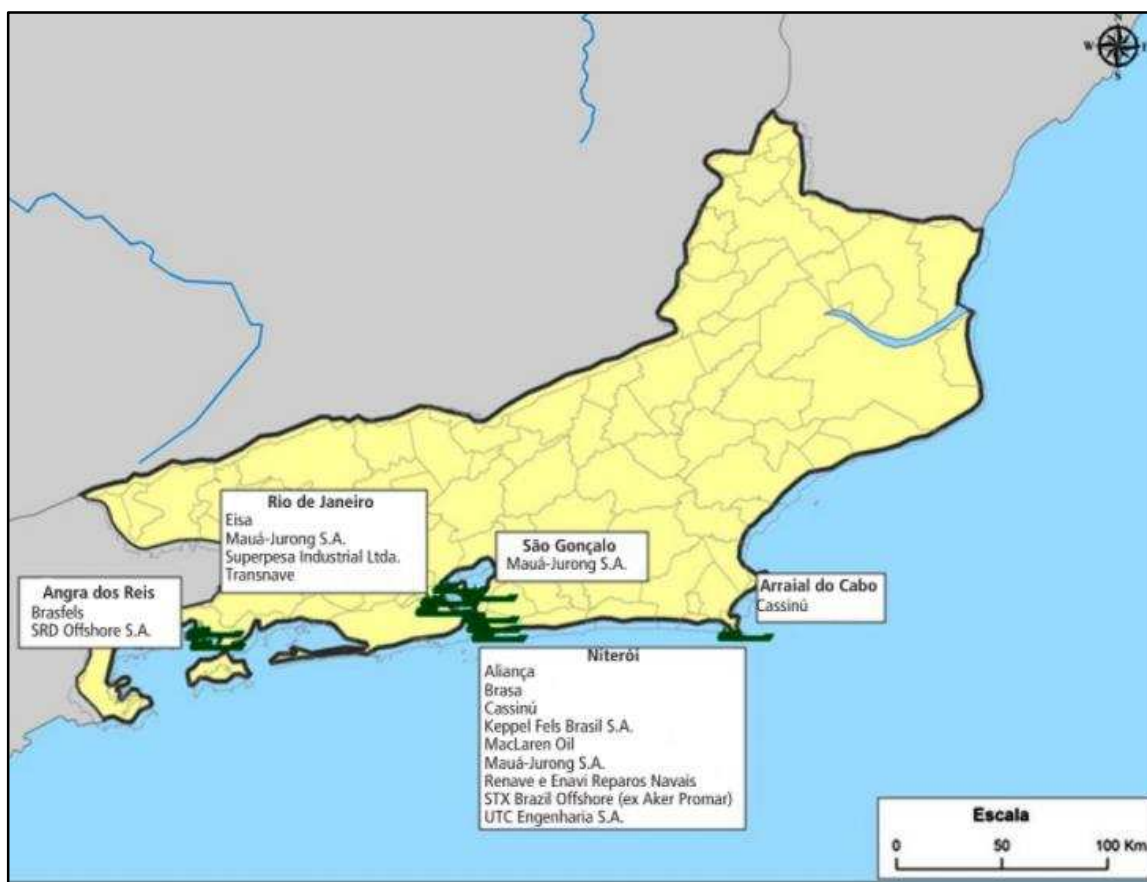 N
W
E
S
Rio de Janeiro
Eisa
Mauá-Jurong S.A.
Superpesa Industrial Ltda.
Transnave
São Gonçalo
Mauá-Jurong S.A.
Angra dos Reis
Brasfels
SRD Offshore S.A.
Arraial do Cabo
Cassinú
Niterói
Aliança
Brasa
Cassinú
Keppel Fels Brasil S.A.
MacLaren Oil
Mauá-Jurong S.A.
Renave e Enavi Reparos Navais
STX Brazil Offshore (ex Aker Promar)
UTC Engenharia S.A.
Escala
0 50 100 Km